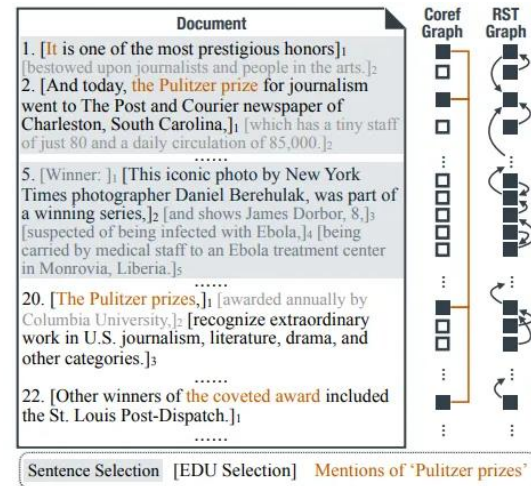 Document
Coref Graph
RST Graph
1. [It is one of the most prestigious honors]1
[bestowed upon journalists and people in the arts.]2
2. [And today, the Pulitzer prize for journalism
went to The Post and Courier newspaper of
Charleston, South Carolina,]1 [which has a tiny staff
of just 80 and a daily circulation of 85,000.]2
......
5. [Winner: ]1 [This iconic photo by New York
Times photographer Daniel Berehulak, was part of
a winning series,]2 [and shows James Dorbor, 8,]3
[suspected of being infected with Ebola,]4 [being
carried by medical staff to an Ebola treatment center
in Monrovia, Liberia.]5
......
20. [The Pulitzer prizes,]1 [awarded annually by
Columbia University,]2 [recognize extraordinary
work in U.S. journalism, literature, drama, and
other categories.]3
......
22. [Other winners of the coveted award included
the St. Louis Post-Dispatch.]1
......
Sentence Selection [EDU Selection] Mentions of 'Pulitzer prizes'